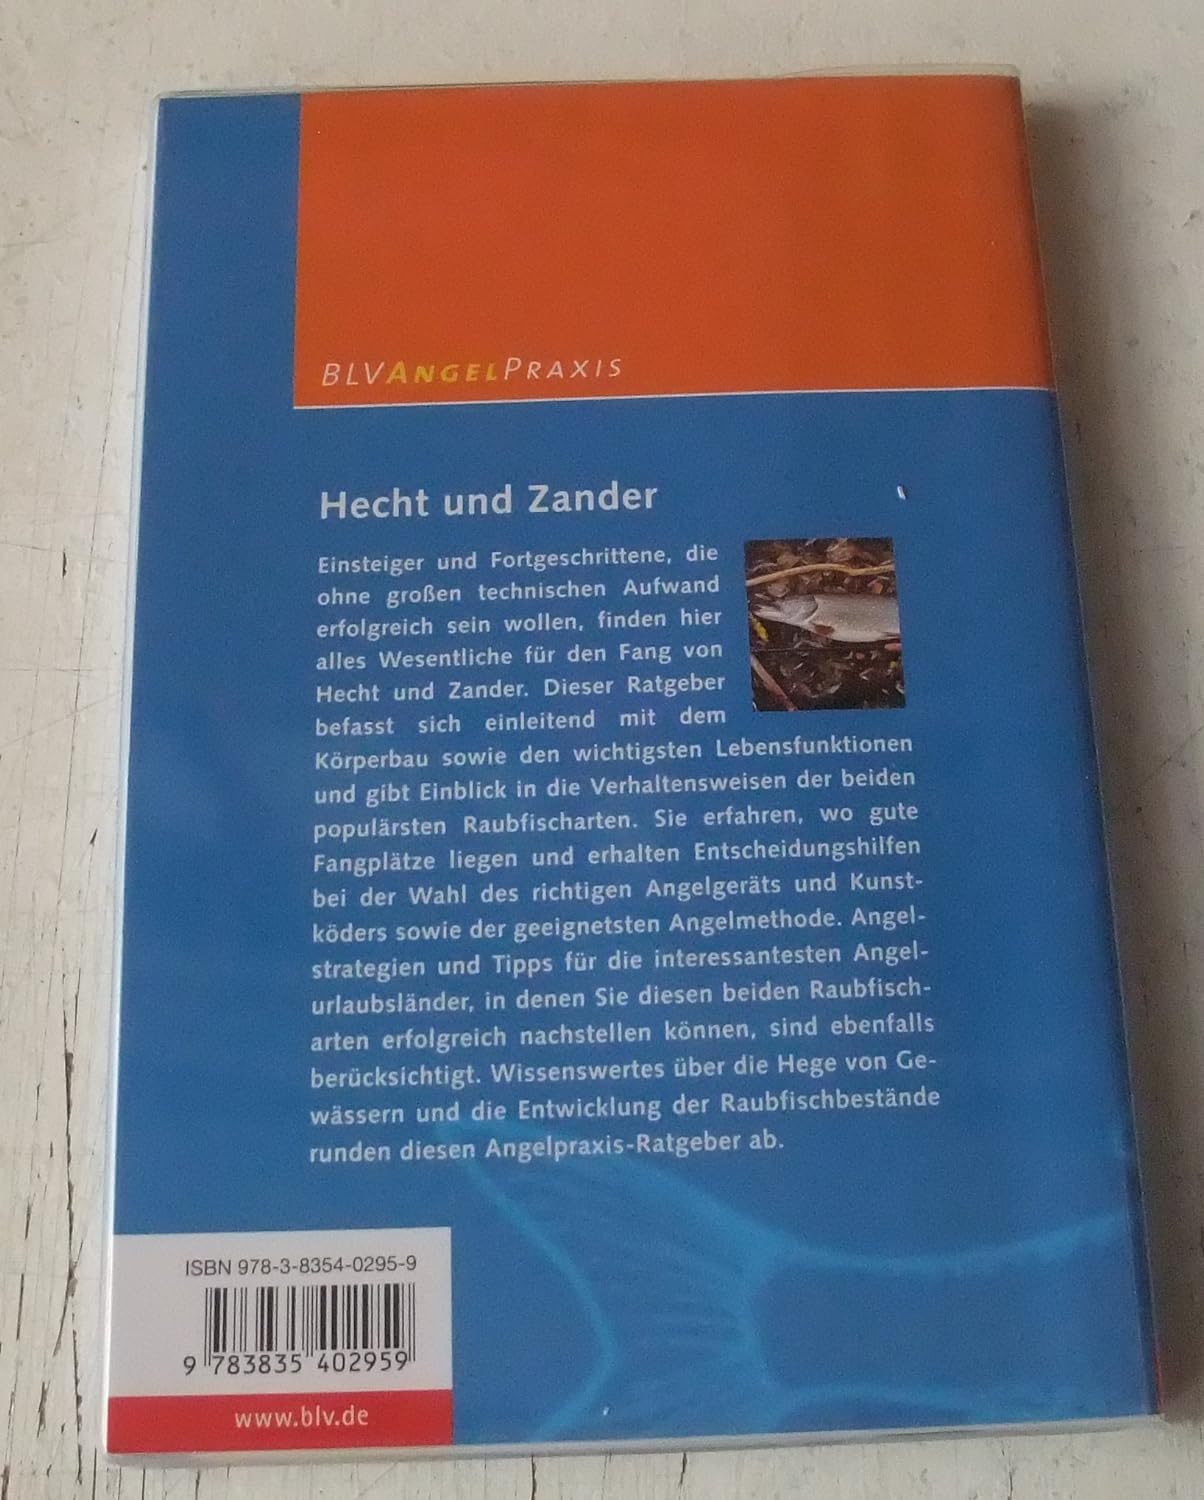 BLVANGELPRAXIS
Hecht und Zander
Einsteiger und Fortgeschrittene, die
ohne großen technischen Aufwand
erfolgreich sein wollen, finden hier
alles Wesentliche für den Fang von
Hecht und Zander. Dieser Ratgeber
befasst sich einleitend mit dem
Körperbau sowie den wichtigsten Lebensfunktionen
und gibt Einblick in die Verhaltensweisen der beiden
populärsten Raubfischarten. Sie erfahren, wo gute
Fangplätze liegen und erhalten Entscheidungshilfen
bei der Wahl des richtigen Angelgeräts und Kunst-
köders sowie der geeignetsten Angelmethode. Angel-
strategien und Tipps für die interessantesten Angel-
urlaubsländer, in denen Sie diesen beiden Raubfisch-
arten erfolgreich nachstellen können, sind ebenfalls
berücksichtigt. Wissenswertes über die Hege von Ge-
wässern und die Entwicklung der Raubfischbestände
runden diesen Angelpraxis-Ratgeber ab.
ISBN 978-3-8354-0295-9
9 783835 402959
www.blv.de